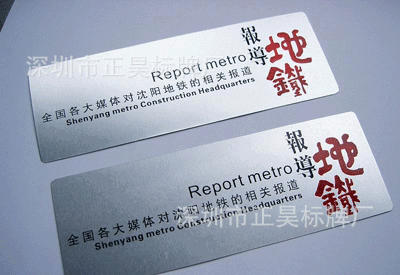 深圳市正昊标牌厂
地鐵
報導
Report metro
全国各大媒体对沈阳地铁的相关报道
Shenyang metro Construction Headquarters
地鐵
報導
Report metro
全国各大媒体对沈阳地铁的相关报道
Shenyang metro Construction Headquarters
深圳市正昊标牌厂